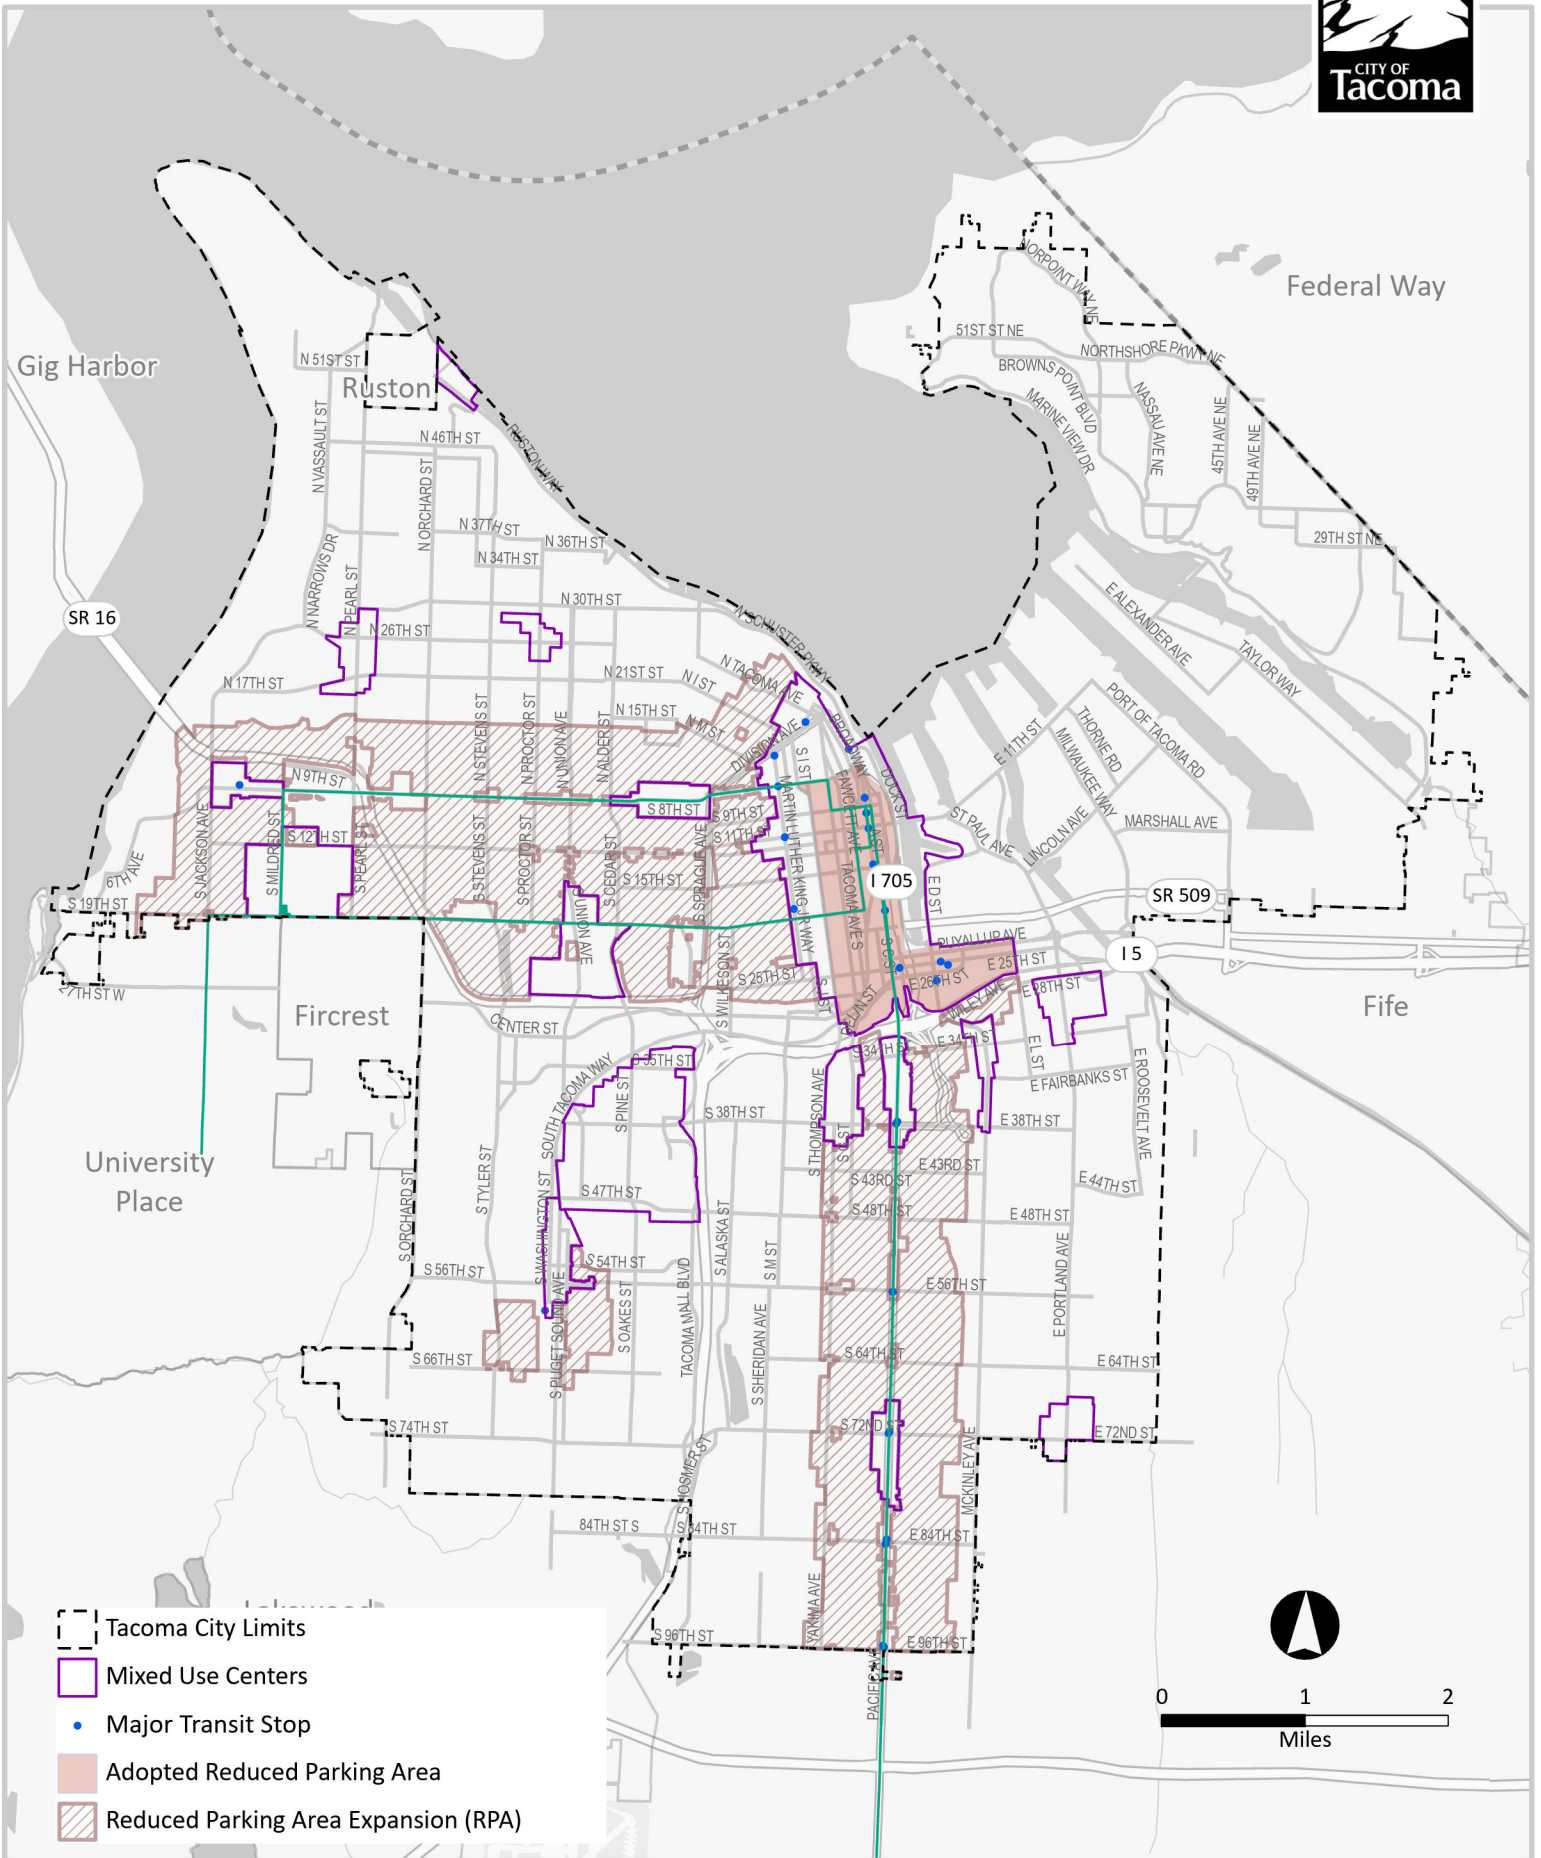 CITY OF
Tacoma
Federal Way
Gig Harbor
Ruston
SR 16
NORPOINT WAY NE
51ST ST NE
NORTHSHORE PKWY NE
BROWNS POINT BLVD
MARINE VIEW DR
NASSAU AVE NE
45TH AVE NE
49TH AVE NE
29TH ST NE
N 51ST ST
N VASSAULT ST
N 46TH ST
RUSTON WAY
N ORCHARD ST
N 37TH ST
N 36TH ST
N 34TH ST
N NARROWS DR
N PEARL ST
N 30TH ST
N 26TH ST
N SCHUSTER PKWY
N 21ST ST
N I ST
N TACOMA AVE
N 17TH ST
N 15TH ST
N M ST
N STEVENS ST
N PROCTOR ST
N UNION AVE
N ALDER ST
DIVISION AVE
BROADWAY
DOCK ST
E ALEXANDER AVE
TAYLOR WAY
PORT OF TACOMA RD
THORNE RD
MILWAUKEE WAY
E 11TH ST
ST PAUL AVE
LINCOLN AVE
MARSHALL AVE
N 9TH ST
S 8TH ST
S 9TH ST
S 11TH S
S I ST
MARTIN LUTHER KING JR WAY
FAWCETT AVE
TACOMA AVE S
I 705
E D ST
SR 509
I 5
S JACKSON AVE
S MILDRED ST
S 12TH ST
S PEARL ST
6TH AVE
S 19TH ST
S STEVENS ST
S PROCTOR ST
S UNION AVE
S CEDAR ST
S 15TH ST
S SPRAGUE AVE
PUYALLUP AVE
E 25TH ST
E 26TH ST
WILEY AVE
E 28TH ST
S C ST
S 25TH ST
S WILKESON ST
S J ST
27TH ST W
Fircrest
Fife
CENTER ST
SOUTH TACOMA WAY
S 35TH ST
S PINE ST
S 38TH ST
S 34TH ST
E 34TH ST
E L ST
E FAIRBANKS ST
E ROOSEVELT AVE
E 38TH ST
S THOMPSON AVE
E 43RD ST
S 43RD ST
E 44TH ST
University
Place
S ORCHARD ST
S TYLER ST
S WASHINGTON ST
S 47TH ST
S 48TH ST
E 48TH ST
S ALASKA ST
S M ST
S 54TH ST
S 56TH ST
E 56TH ST
S PUGET SOUND AVE
S OAKES ST
TACOMA MALL BLVD
S SHERIDAN AVE
E PORTLAND AVE
S 66TH ST
S 64TH ST
E 64TH ST
S 74TH ST
S 72ND ST
E 72ND ST
S HOSMER ST
MCKINLEY AVE
84TH ST S
S 84TH ST
E 84TH ST
YAKIMA AVE
S 96TH ST
E 96TH ST
PACIFIC AVE
Lakewood
Tacoma City Limits
Mixed Use Centers
Major Transit Stop
Adopted Reduced Parking Area
Reduced Parking Area Expansion (RPA)
0 1 2
Miles